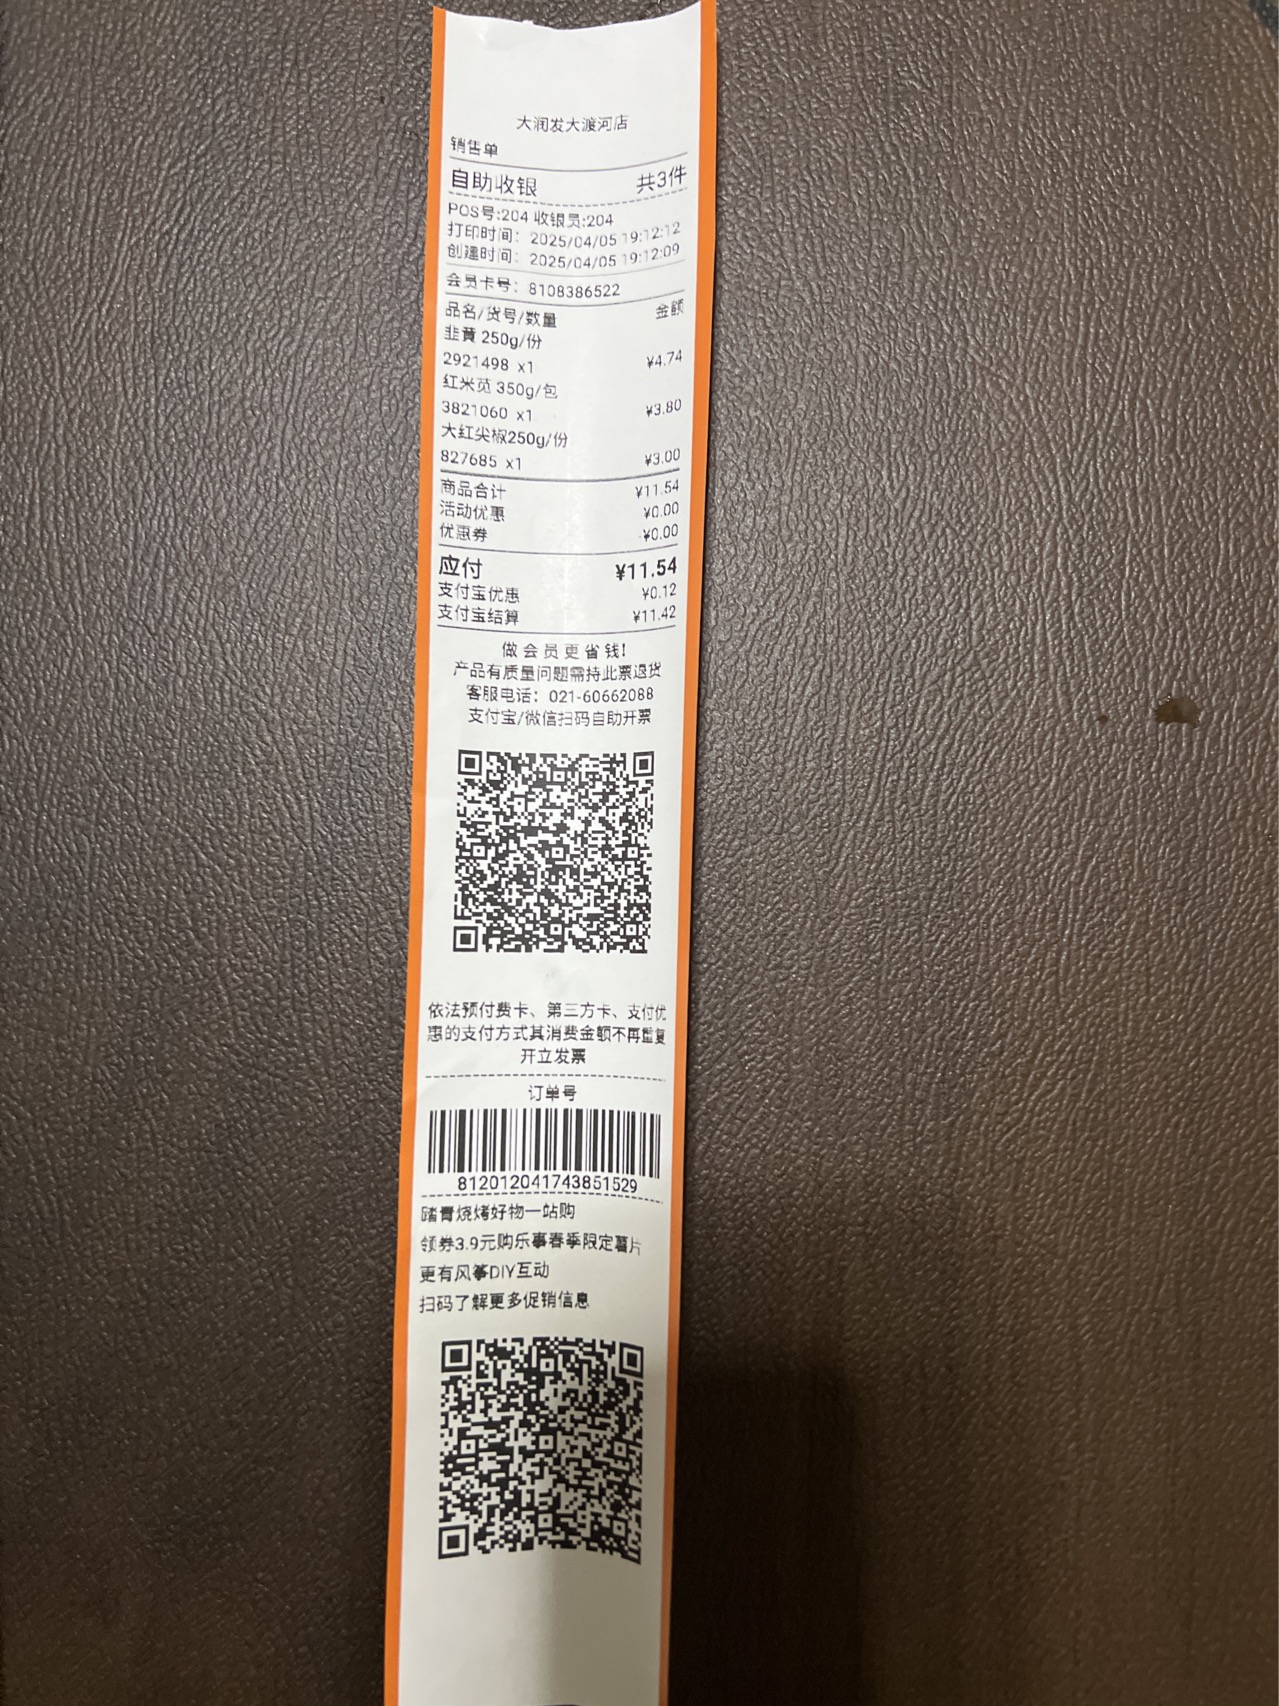 大润发大渡河店
销售单
自助收银 共3件
POS号:204 收银员:204
打印时间: 2025/04/05 19:12:12
创建时间: 2025/04/05 19:12:09
会员卡号: 8108386522
品名/货号/数量 金额
韭黄 250g/份
2921498 x1 ¥4.74
红米苋 350g/包
3821060 x1 ¥3.80
大红尖椒250g/份
827685 x1 ¥3.00
商品合计 ¥11.54
活动优惠 ¥0.00
优惠券 -¥0.00
应付 ¥11.54
支付宝优惠 ¥0.12
支付宝结算 ¥11.42
做会员更省钱!
产品有质量问题需持此票退货
客服电话: 021-60662088
支付宝/微信扫码自助开票
依法预付费卡、第三方卡、支付优
惠的支付方式其消费金额不再重复
开立发票
订单号
812012041743851529
踏青烧烤好物一站购
领券3.9元购乐事春季限定薯片
更有风筝DIY互动
扫码了解更多促销信息